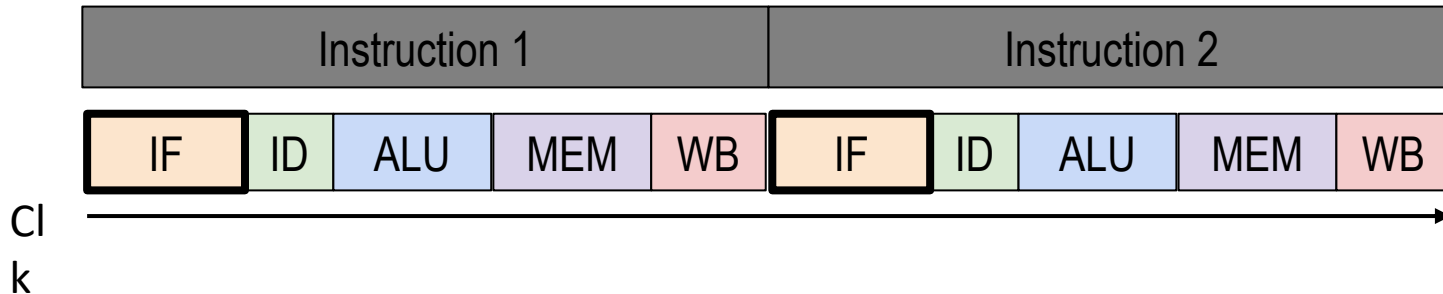 Instruction 1 Instruction 2
IF ID ALU MEM WB IF ID ALU MEM WB
Cl
k